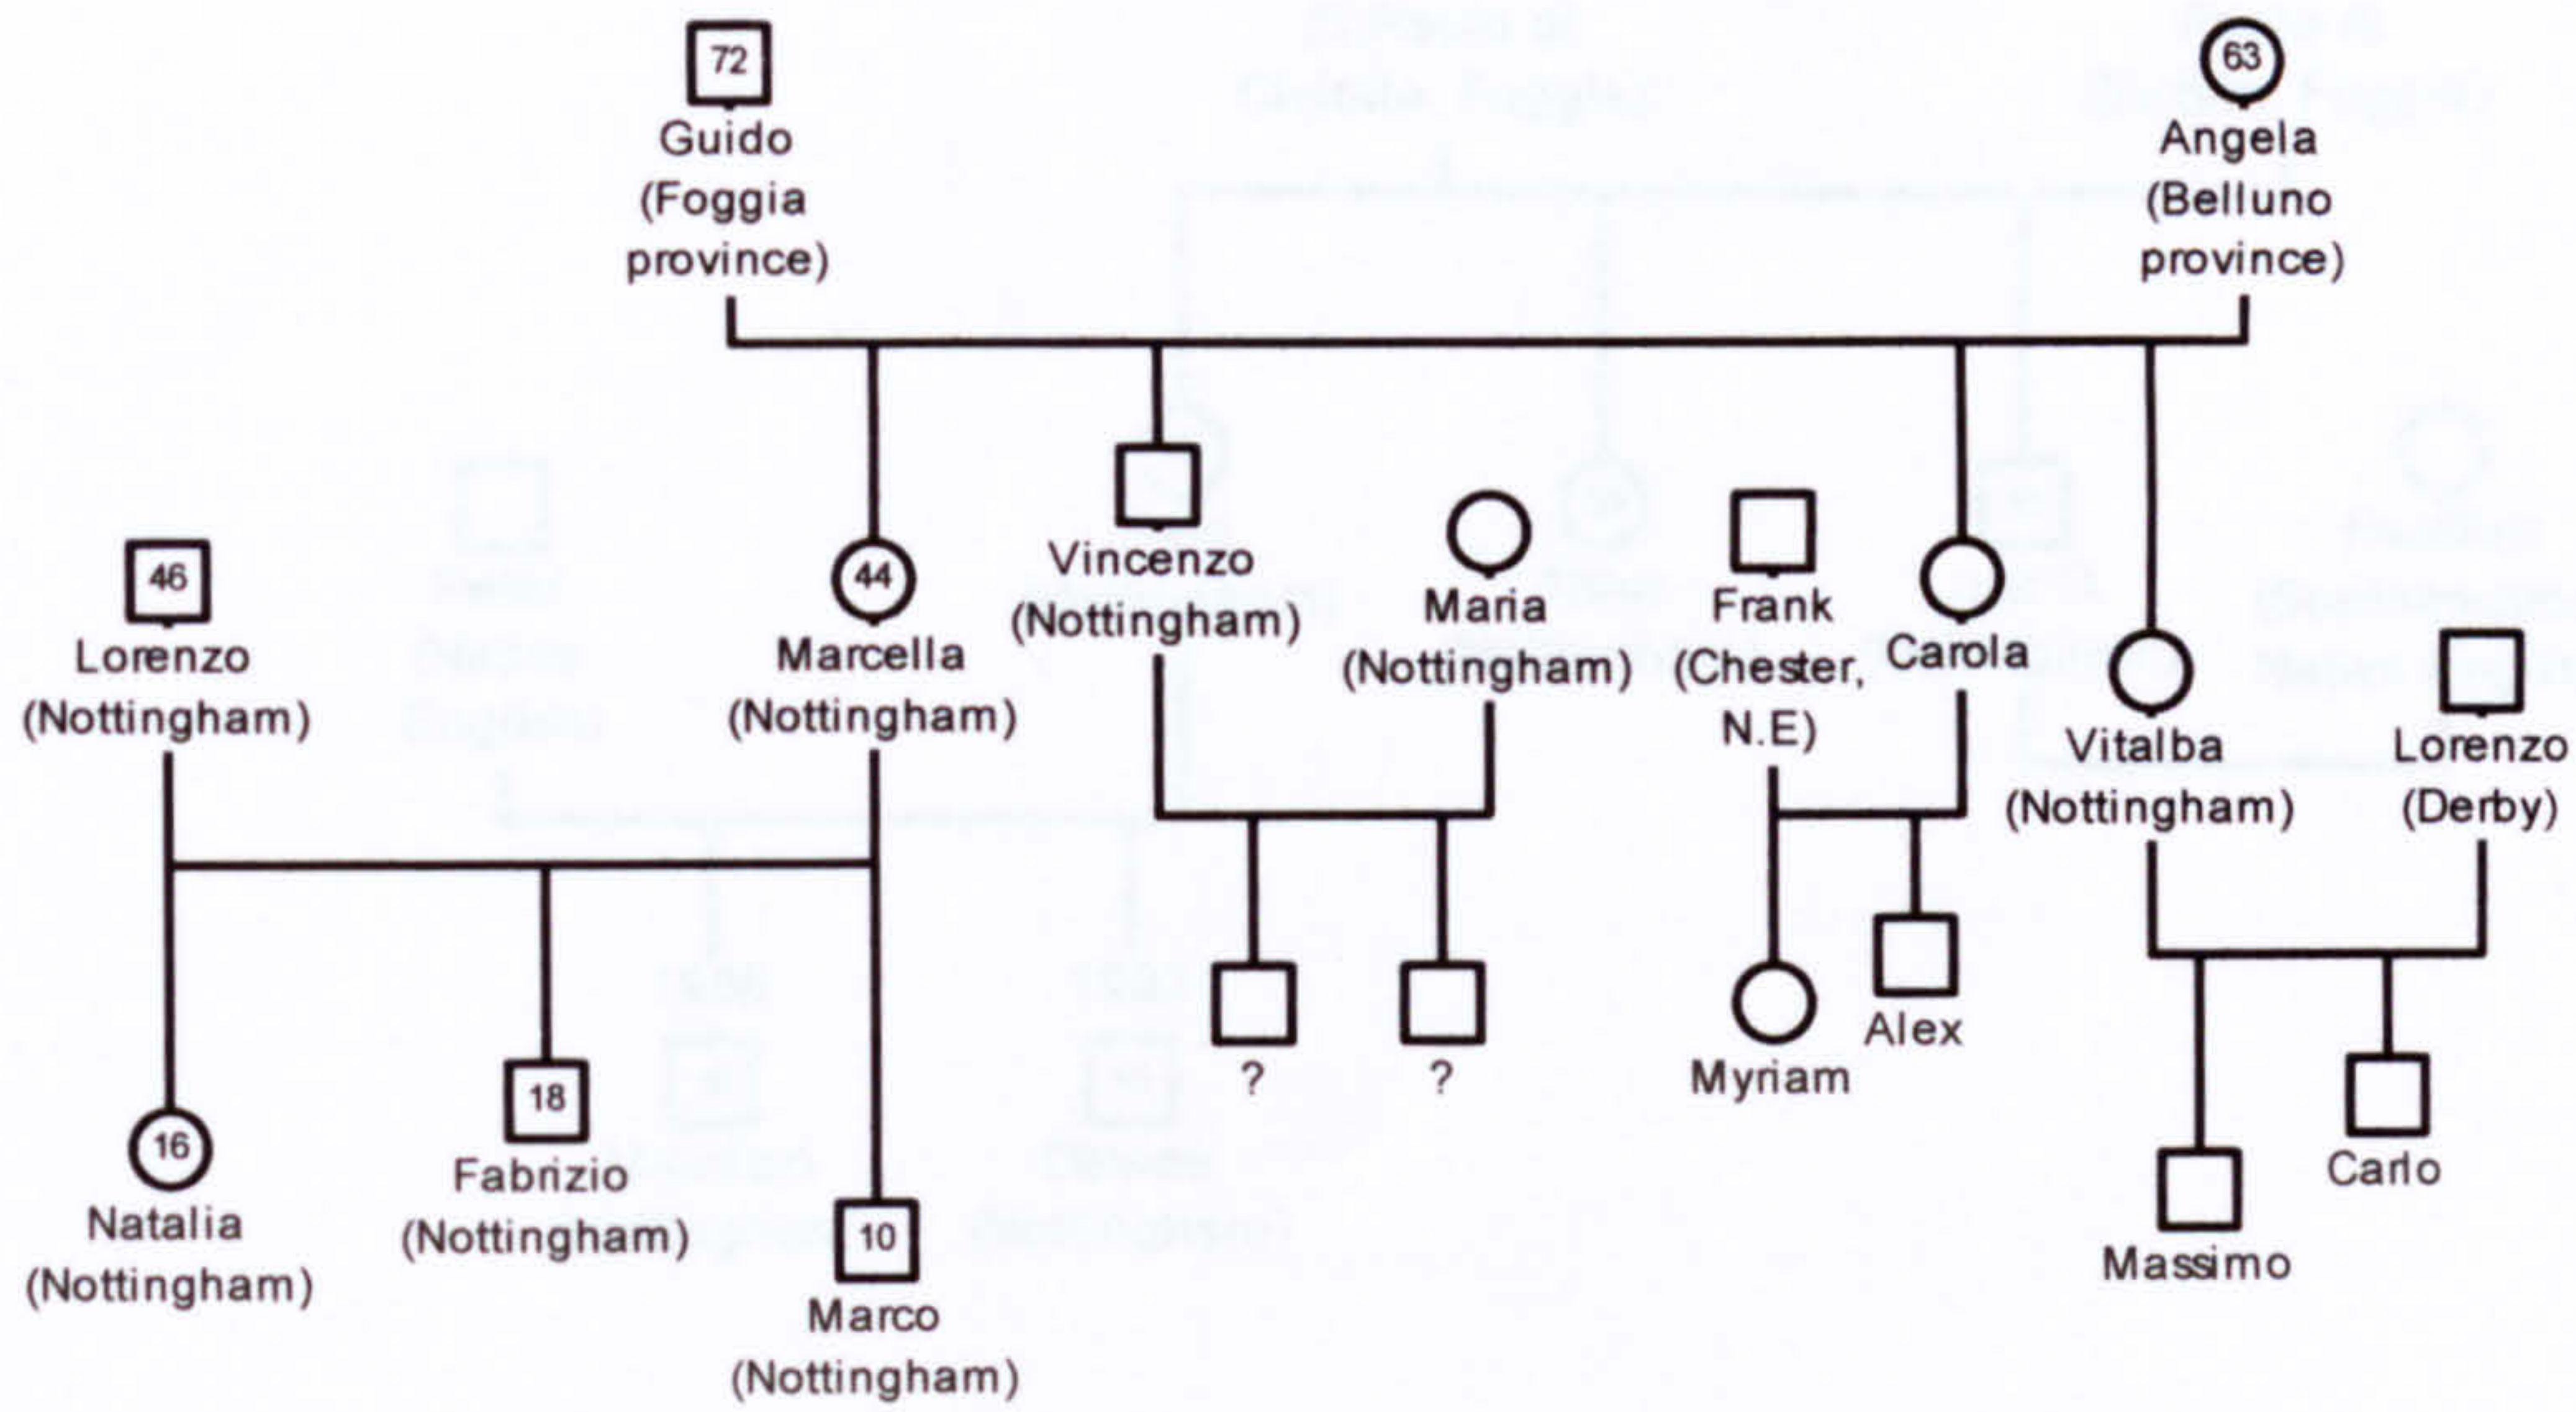 72
Guido
(Foggia
province)
63
Angela
(Belluno
province)
46
Lorenzo
(Nottingham)
44
Marcella
(Nottingham)
Vincenzo
(Nottingham)
Maria
(Nottingham)
Frank
(Chester,
N.E)
Carola
Vitalba
(Nottingham)
Lorenzo
(Derby)
16
Natalia
(Nottingham)
18
Fabrizio
(Nottingham)
10
Marco
(Nottingham)
?
?
Myriam
Alex
Massimo
Carlo